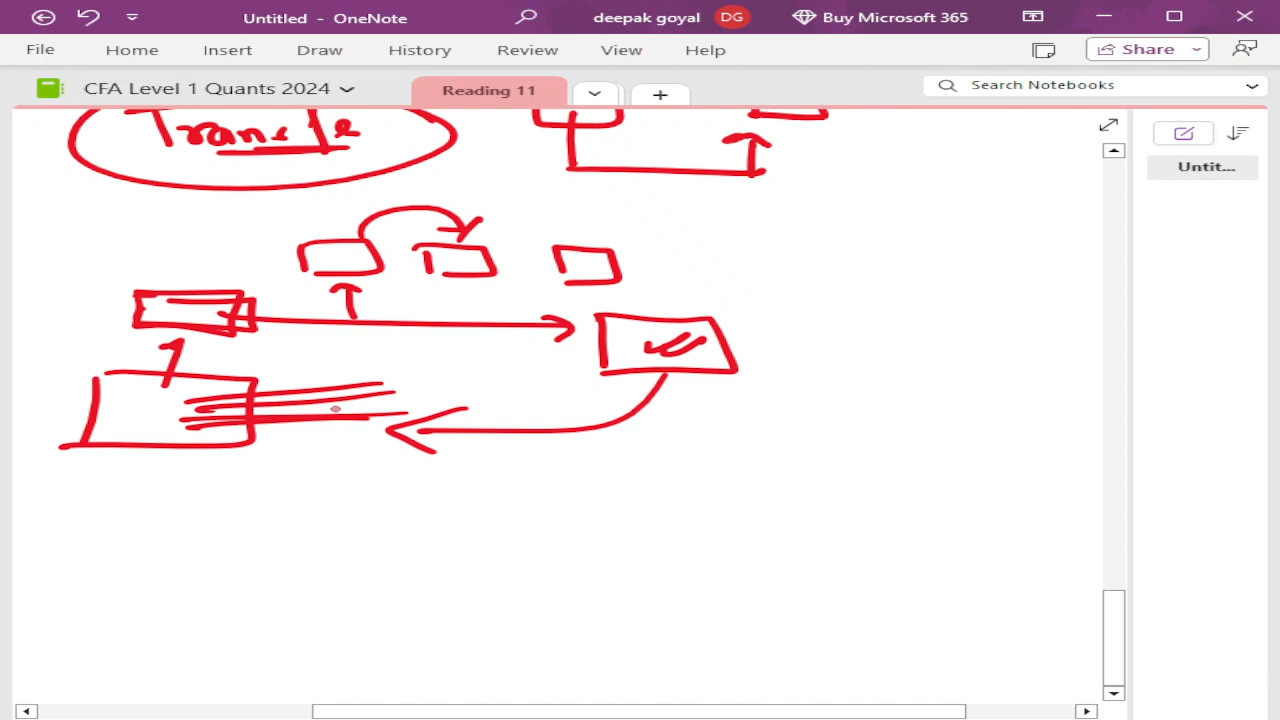 Untitled - OneNote
deepak goyal
DG
Buy Microsoft 365
File
Home
Insert
Draw
History
Review
View
Help
Share
CFA Level 1 Quants 2024
Reading 11
+
Search Notebooks
Untit...